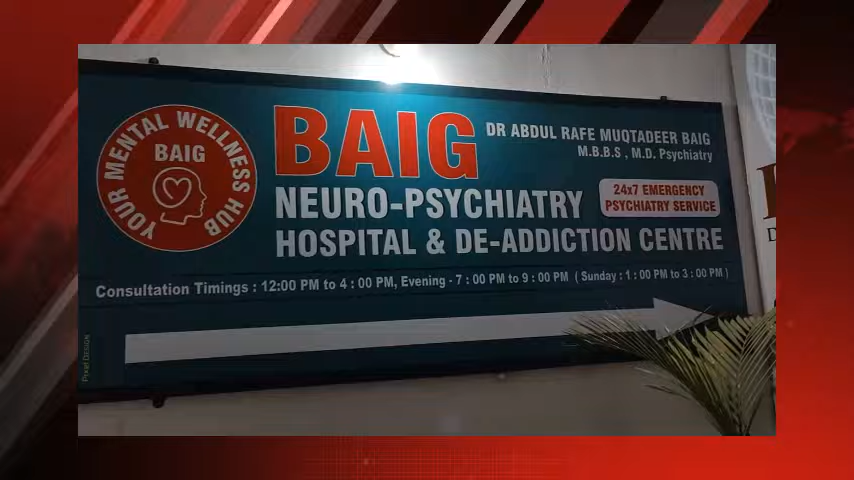 YOUR MENTAL WELLNESS HUB
BAIG
BAIG
DR ABDUL RAFE MUQTADEER BAIG
M.B.B.S , M.D. Psychiatry
NEURO-PSYCHIATRY
24x7 EMERGENCY
PSYCHIATRY SERVICE
HOSPITAL & DE-ADDICTION CENTRE
Consultation Timings : 12:00 PM to 4 : 00 PM, Evening - 7 : 00 PM to 9 : 00 PM ( Sunday : 1 : 00 PM to 3 : 00 PM )
Pixel DESIGN